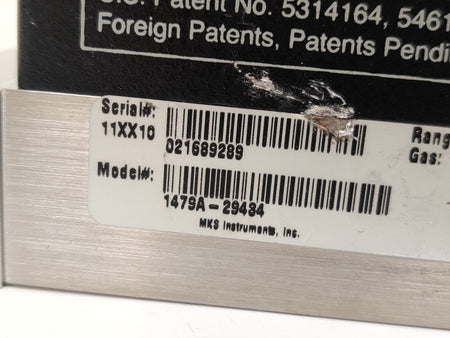 U.S. Patent No. 5314164, 5461
Foreign Patents, Patents Pendi
Serial#:
11XX10
021689289
Model#:
1479A-29434
MKS Instruments, Inc.
Rang
Gas: